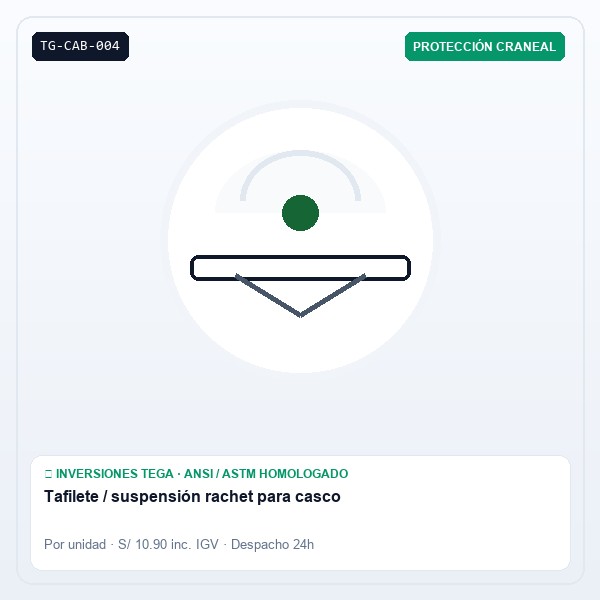 TG-CAB-004
PROTECCIÓN CRANEAL
INVERSIONES TEGA · ANSI / ASTM HOMOLOGADO
Tafilete / suspensión rachet para casco
Por unidad · S/ 10.90 inc. IGV · Despacho 24h